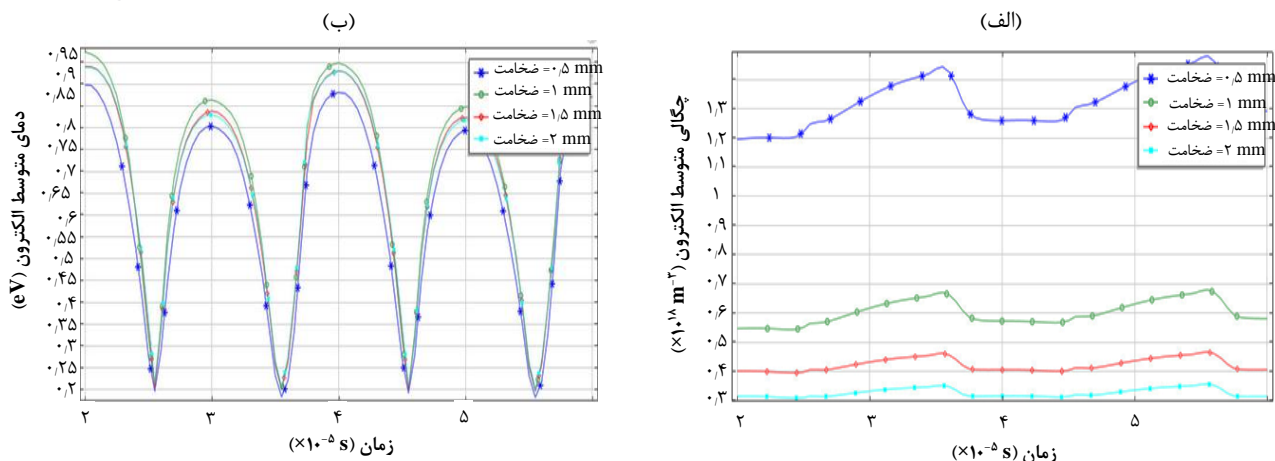 (الف)
چگالی متوسط الکترون (×۱۰¹⁸ m⁻³)
۱٫۳
۱٫۲
۱٫۱
۱
۰٫۹
۰٫۸
۰٫۷
۰٫۶
۰٫۵
۰٫۴
۰٫۳
ضخامت =۰٫۵ mm
ضخامت =۱ mm
ضخامت =۱٫۵ mm
ضخامت =۲ mm
۲ ۳ ۴ ۵
زمان (×۱۰⁻⁵ s)
(ب)
دمای متوسط الکترون (eV)
۰٫۹۵
۰٫۹
۰٫۸۵
۰٫۸
۰٫۷۵
۰٫۷
۰٫۶۵
۰٫۶
۰٫۵۵
۰٫۵
۰٫۴۵
۰٫۴
۰٫۳۵
۰٫۳
۰٫۲۵
۰٫۲
ضخامت =۰٫۵ mm
ضخامت =۱ mm
ضخامت =۱٫۵ mm
ضخامت =۲ mm
۲ ۳ ۴ ۵
زمان (×۱۰⁻⁵ s)